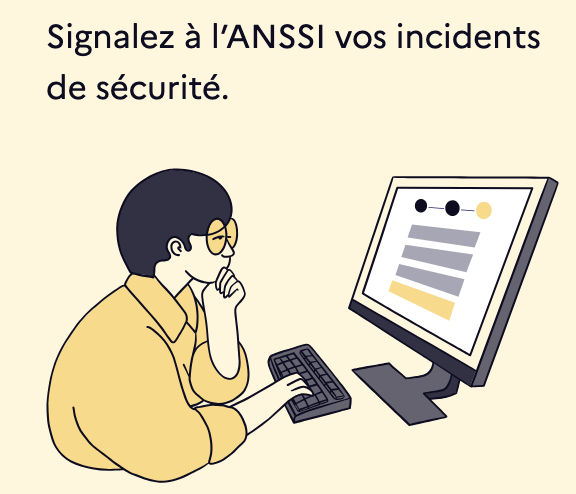 Signalez à l’ANSSI vos incidents
de sécurité.